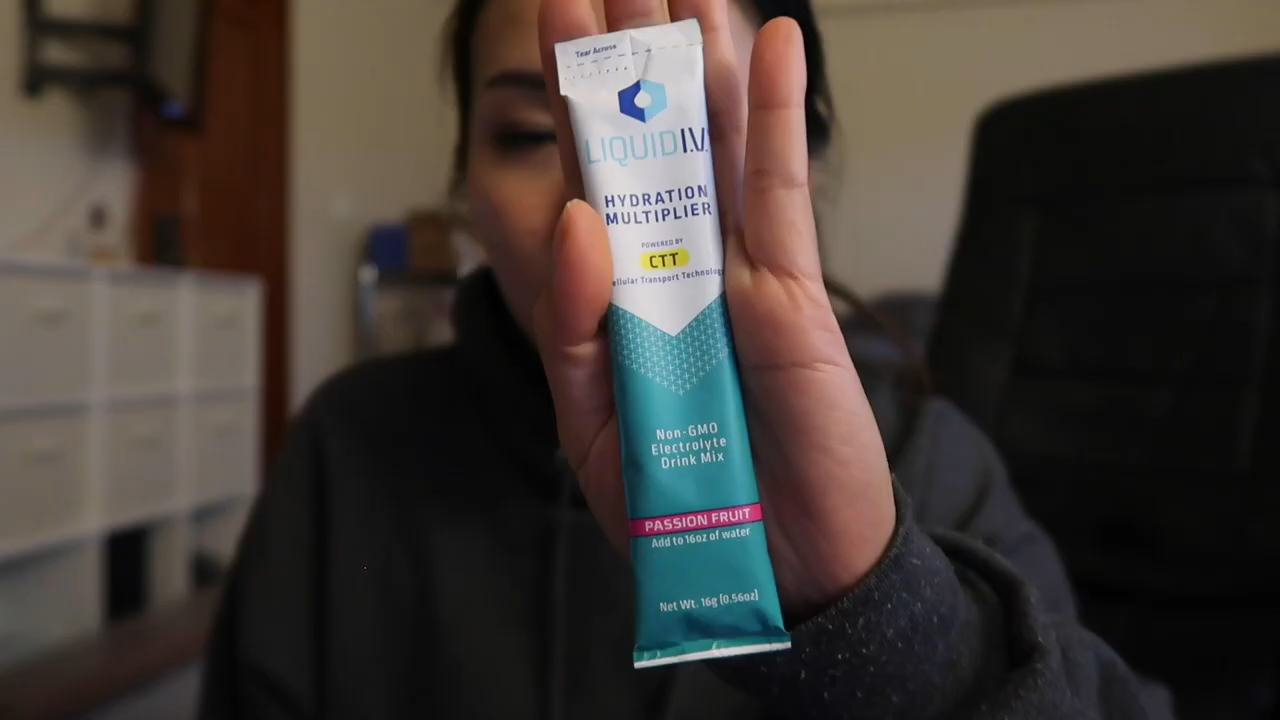 Tear Across
LIQUID I.V.
HYDRATION
MULTIPLIER
POWERED BY
CTT
ellular Transport Technology
Non-GMO
Electrolyte
Drink Mix
PASSION FRUIT
Add to 16oz of water
Net Wt. 16g (0.56oz)